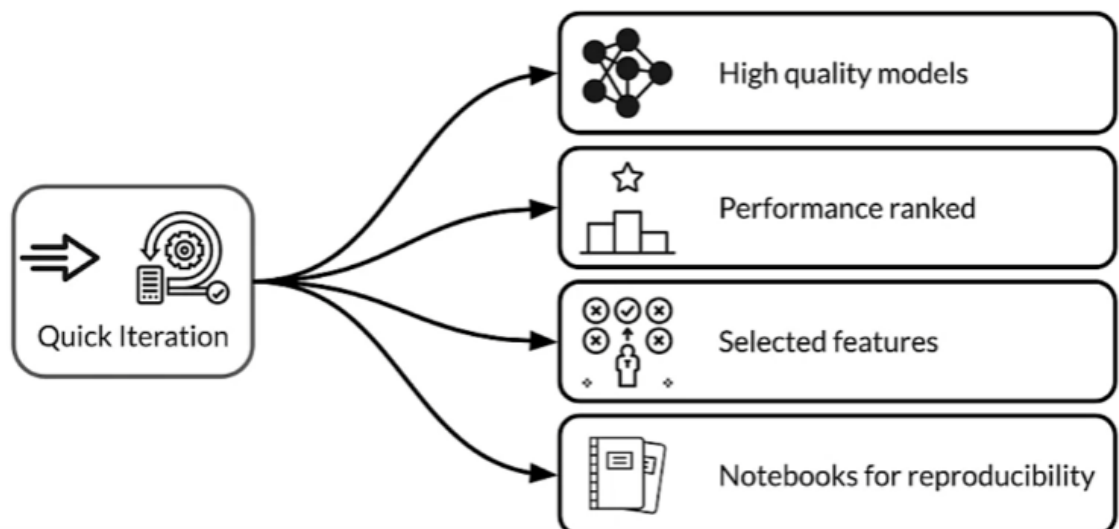 High quality models
Performance ranked
Quick Iteration
Selected features
Notebooks for reproducibility